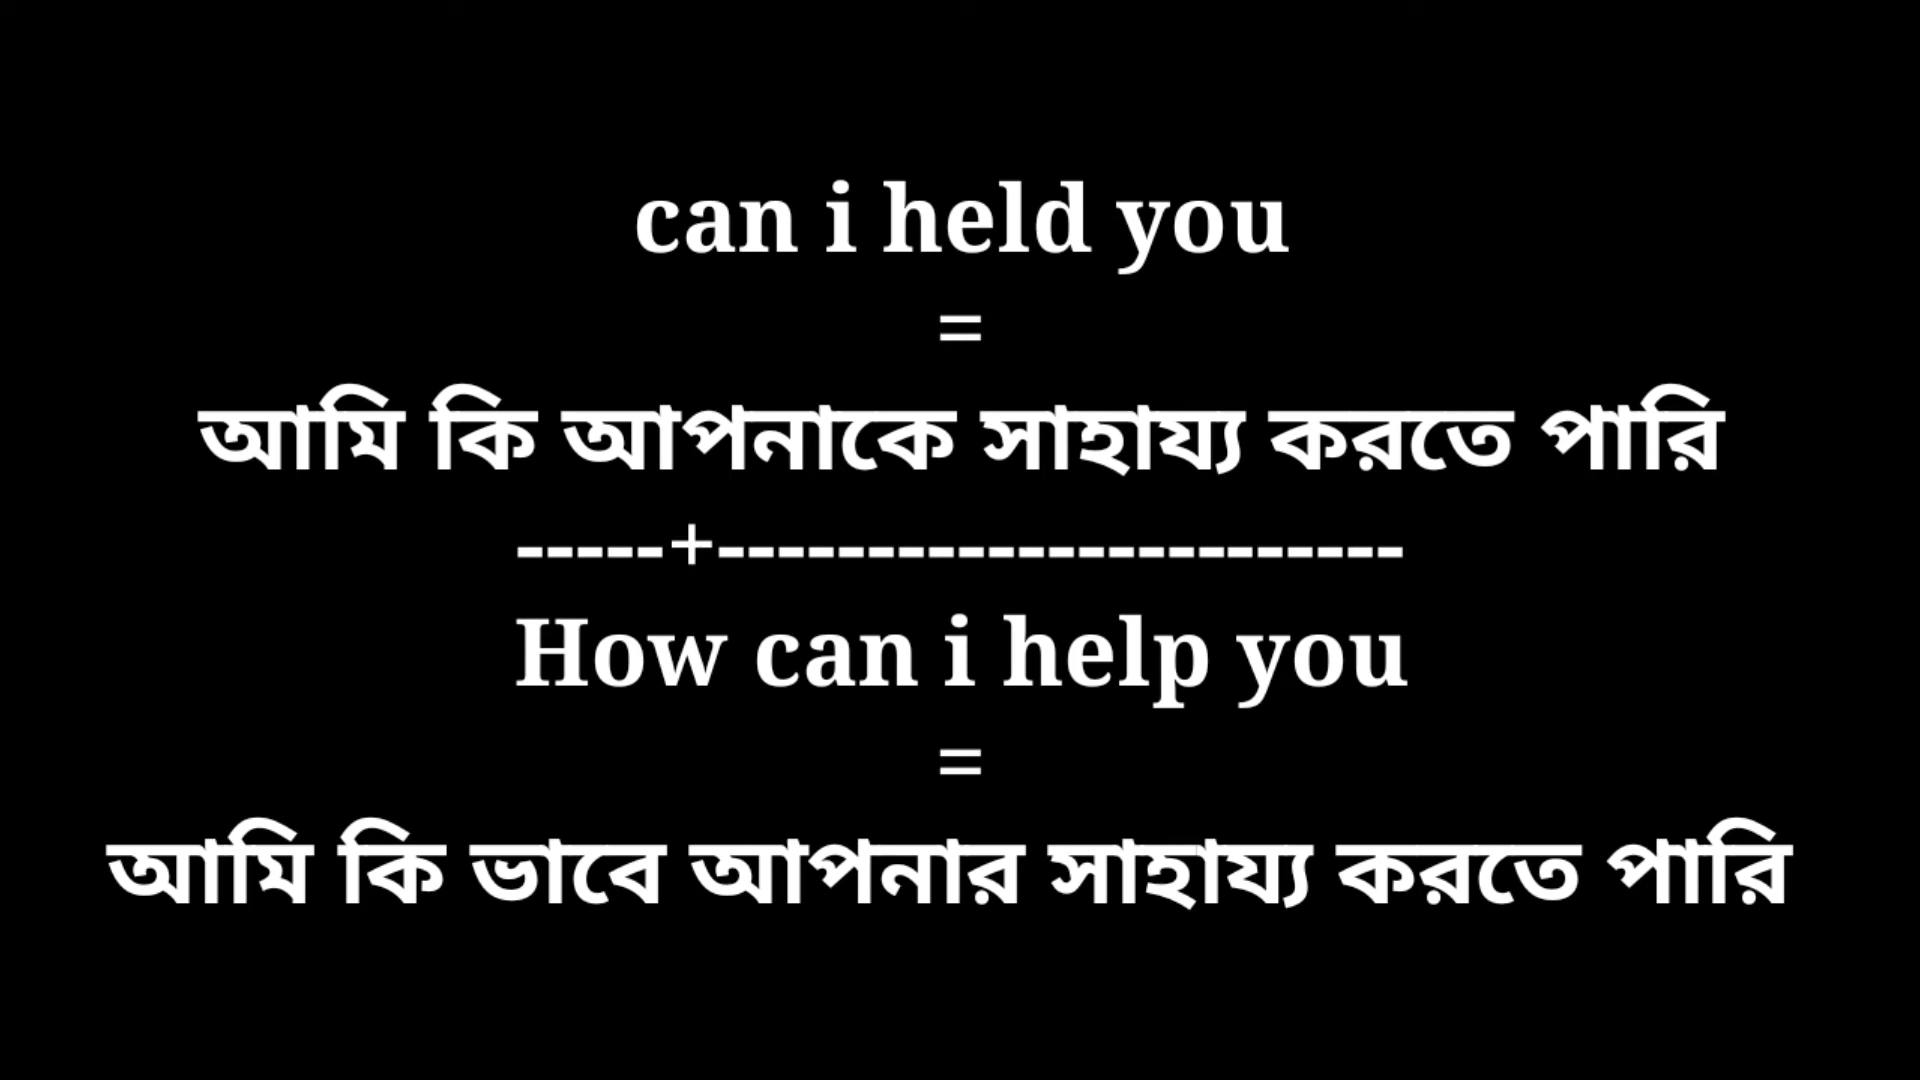 can i held you
=
আমি কি আপনাকে সাহায্য করতে পারি
-----+-----------------------
How can i help you
=
আমি কি ভাবে আপনার সাহায্য করতে পারি